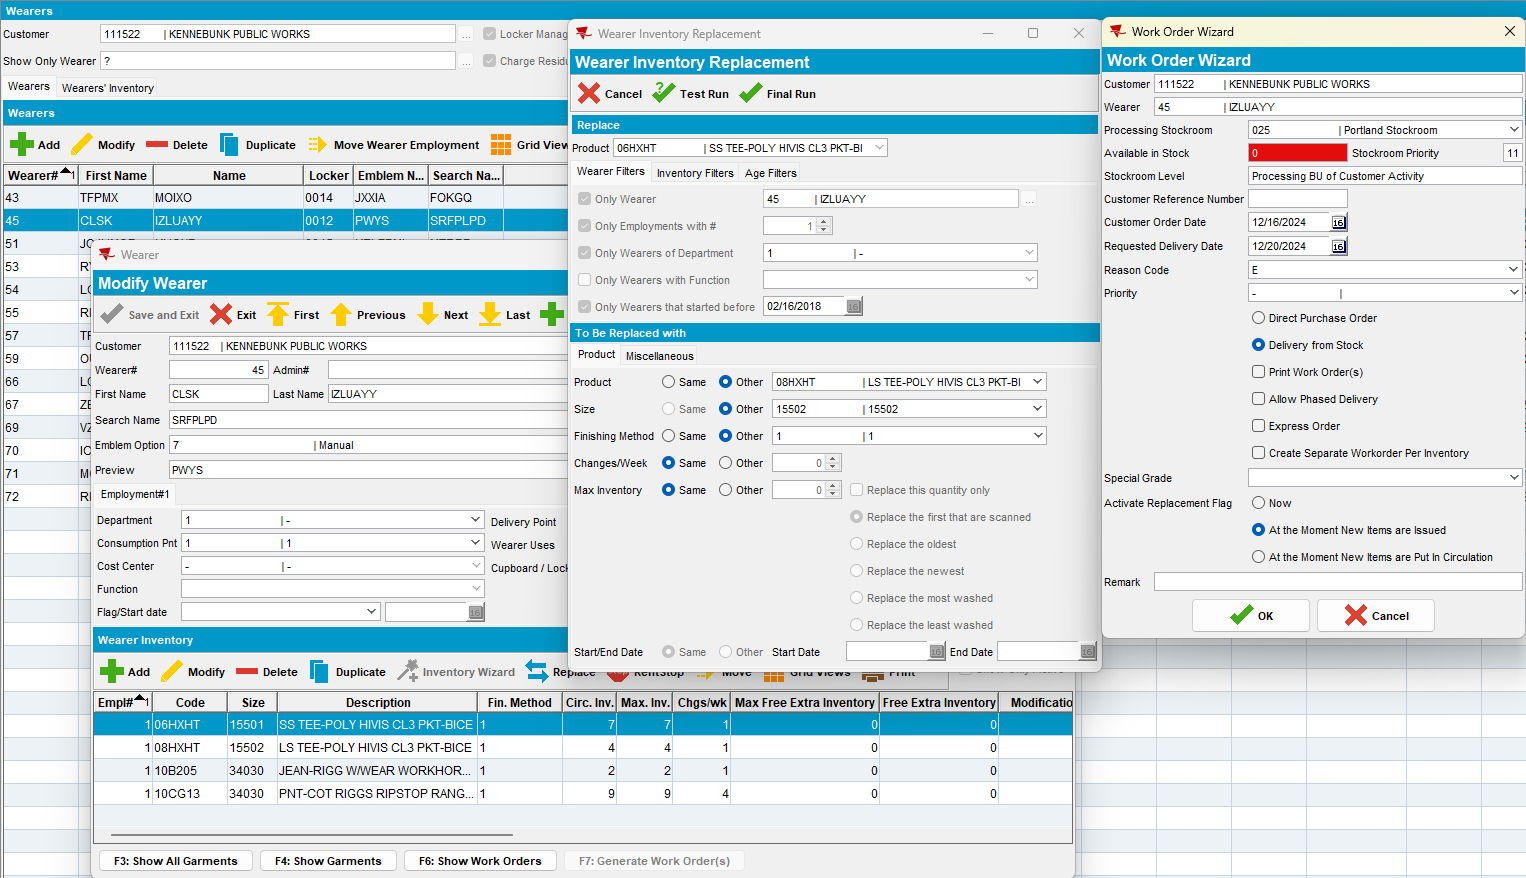 Wearers
Customer 111522 | KENNEBUNK PUBLIC WORKS ... Locker Manag
Show Only Wearer ? ... Charge Residu
Wearers Wearers' Inventory
Wearers
Add Modify Delete Duplicate Move Wearer Employment Grid View
Wearer# 1 First Name Name Locker Emblem N... Search Na...
43 TFPMX MOIXO 0014 JXXIA FOKGQ
45 CLSK IZLUAYY 0012 PWYS SRFPLPD
51
53
54
55
57
59
66
67
69
70
71
72
Wearer
Modify Wearer
Save and Exit Exit First Previous Next Last
Customer 111522 | KENNEBUNK PUBLIC WORKS
Wearer# 45 Admin#
First Name CLSK Last Name IZLUAYY
Search Name SRFPLPD
Emblem Option 7 | Manual
Preview PWYS
Employment#1
Department 1 | - Delivery Point
Consumption Pnt 1 | 1 Wearer Uses
Cost Center - | - Cupboard / Lock
Function
Flag/Start date 16
Wearer Inventory
Add Modify Delete Duplicate Inventory Wizard Replace RentStop Move Grid Views Print
Empl# 1 Code Size Description Fin. Method Circ. Inv. Max. Inv. Chgs/wk Max Free Extra Inventory Free Extra Inventory Modificatio
1 06HXHT 15501 SS TEE-POLY HIVIS CL3 PKT-BICE 1 7 7 1 0 0
1 08HXHT 15502 LS TEE-POLY HIVIS CL3 PKT-BICE 1 4 4 1 0 0
1 10B205 34030 JEAN-RIGG W/WEAR WORKHOR... 1 2 2 1 0 0
1 10CG13 34030 PNT-COT RIGGS RIPSTOP RANG... 1 9 9 4 0 0
F3: Show All Garments F4: Show Garments F6: Show Work Orders F7: Generate Work Order(s)
Wearer Inventory Replacement
Wearer Inventory Replacement
Cancel Test Run Final Run
Replace
Product 06HXHT | SS TEE-POLY HIVIS CL3 PKT-BI
Wearer Filters Inventory Filters Age Filters
Only Wearer 45 | IZLUAYY ...
Only Employments with # 1
Only Wearers of Department 1 | -
Only Wearers with Function
Only Wearers that started before 02/16/2018 16
To Be Replaced with
Product Miscellaneous
Product Same Other 08HXHT | LS TEE-POLY HIVIS CL3 PKT-BI
Size Same Other 15502 | 15502
Finishing Method Same Other 1 | 1
Changes/Week Same Other 0
Max Inventory Same Other 0 Replace this quantity only
Replace the first that are scanned
Replace the oldest
Replace the newest
Replace the most washed
Replace the least washed
Start/End Date Same Other Start Date 16 End Date 16
Work Order Wizard
Work Order Wizard
Customer 111522 | KENNEBUNK PUBLIC WORKS
Wearer 45 | IZLUAYY
Processing Stockroom 025 | Portland Stockroom
Available in Stock 0 Stockroom Priority 11
Stockroom Level Processing BU of Customer Activity
Customer Reference Number
Customer Order Date 12/16/2024 16
Requested Delivery Date 12/20/2024 16
Reason Code E
Priority - |
Direct Purchase Order
Delivery from Stock
Print Work Order(s)
Allow Phased Delivery
Express Order
Create Separate Workorder Per Inventory
Special Grade
Activate Replacement Flag Now
At the Moment New Items are Issued
At the Moment New Items are Put In Circulation
Remark
OK Cancel